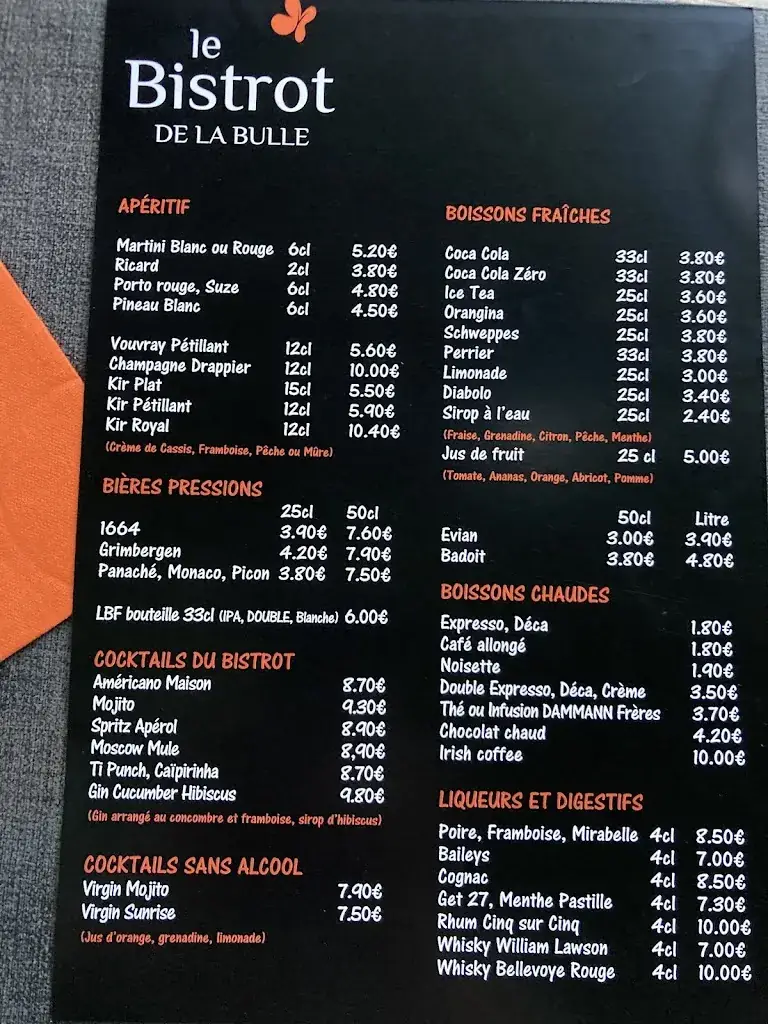 le
Bistrot
DE LA BULLE
APÉRITIF
Martini Blanc ou Rouge 6cl 5.20€
Ricard 2cl 3.80€
Porto rouge, Suze 6cl 4.80€
Pineau Blanc 6cl 4.50€
Vouvray Pétillant 12cl 5.60€
Champagne Drappier 12cl 10.00€
Kir Plat 15cl 5.50€
Kir Pétillant 12cl 5.90€
Kir Royal 12cl 10.40€
(Crème de Cassis, Framboise, Pêche ou Mûre)
BIÈRES PRESSIONS
25cl 50cl
1664 3.90€ 7.60€
Grimbergen 4.20€ 7.90€
Panaché, Monaco, Picon 3.80€ 7.50€
LBF bouteille 33cl (IPA, DOUBLE, Blanche) 6.00€
COCKTAILS DU BISTROT
Américano Maison 8.70€
Mojito 9.30€
Spritz Apérol 8.90€
Moscow Mule 8,90€
Ti Punch, Caïpirinha 8.70€
Gin Cucumber Hibiscus 9.80€
(Gin arrangé au concombre et framboise, sirop d'hibiscus)
COCKTAILS SANS ALCOOL
Virgin Mojito 7.90€
Virgin Sunrise 7.50€
(Jus d'orange, grenadine, limonade)
BOISSONS FRAÎCHES
Coca Cola 33cl 3.80€
Coca Cola Zéro 33cl 3.80€
Ice Tea 25cl 3.60€
Orangina 25cl 3.60€
Schweppes 25cl 3.80€
Perrier 33cl 3.80€
Limonade 25cl 3.00€
Diabolo 25cl 3.40€
Sirop à l'eau 25cl 2.40€
(Fraise, Grenadine, Citron, Pêche, Menthe)
Jus de fruit 25 cl 5.00€
(Tomate, Ananas, Orange, Abricot, Pomme)
50cl Litre
Evian 3.00€ 3.90€
Badoit 3.80€ 4.80€
BOISSONS CHAUDES
Expresso, Déca 1.80€
Café allongé 1.80€
Noisette 1.90€
Double Expresso, Déca, Crème 3.50€
Thé ou Infusion DAMMANN Frères 3.70€
Chocolat chaud 4.20€
Irish coffee 10.00€
LIQUEURS ET DIGESTIFS
Poire, Framboise, Mirabelle 4cl 8.50€
Baileys 4cl 7.00€
Cognac 4cl 8.50€
Get 27, Menthe Pastille 4cl 7.30€
Rhum Cinq sur Cinq 4cl 10.00€
Whisky William Lawson 4cl 7.00€
Whisky Bellevoye Rouge 4cl 10.00€